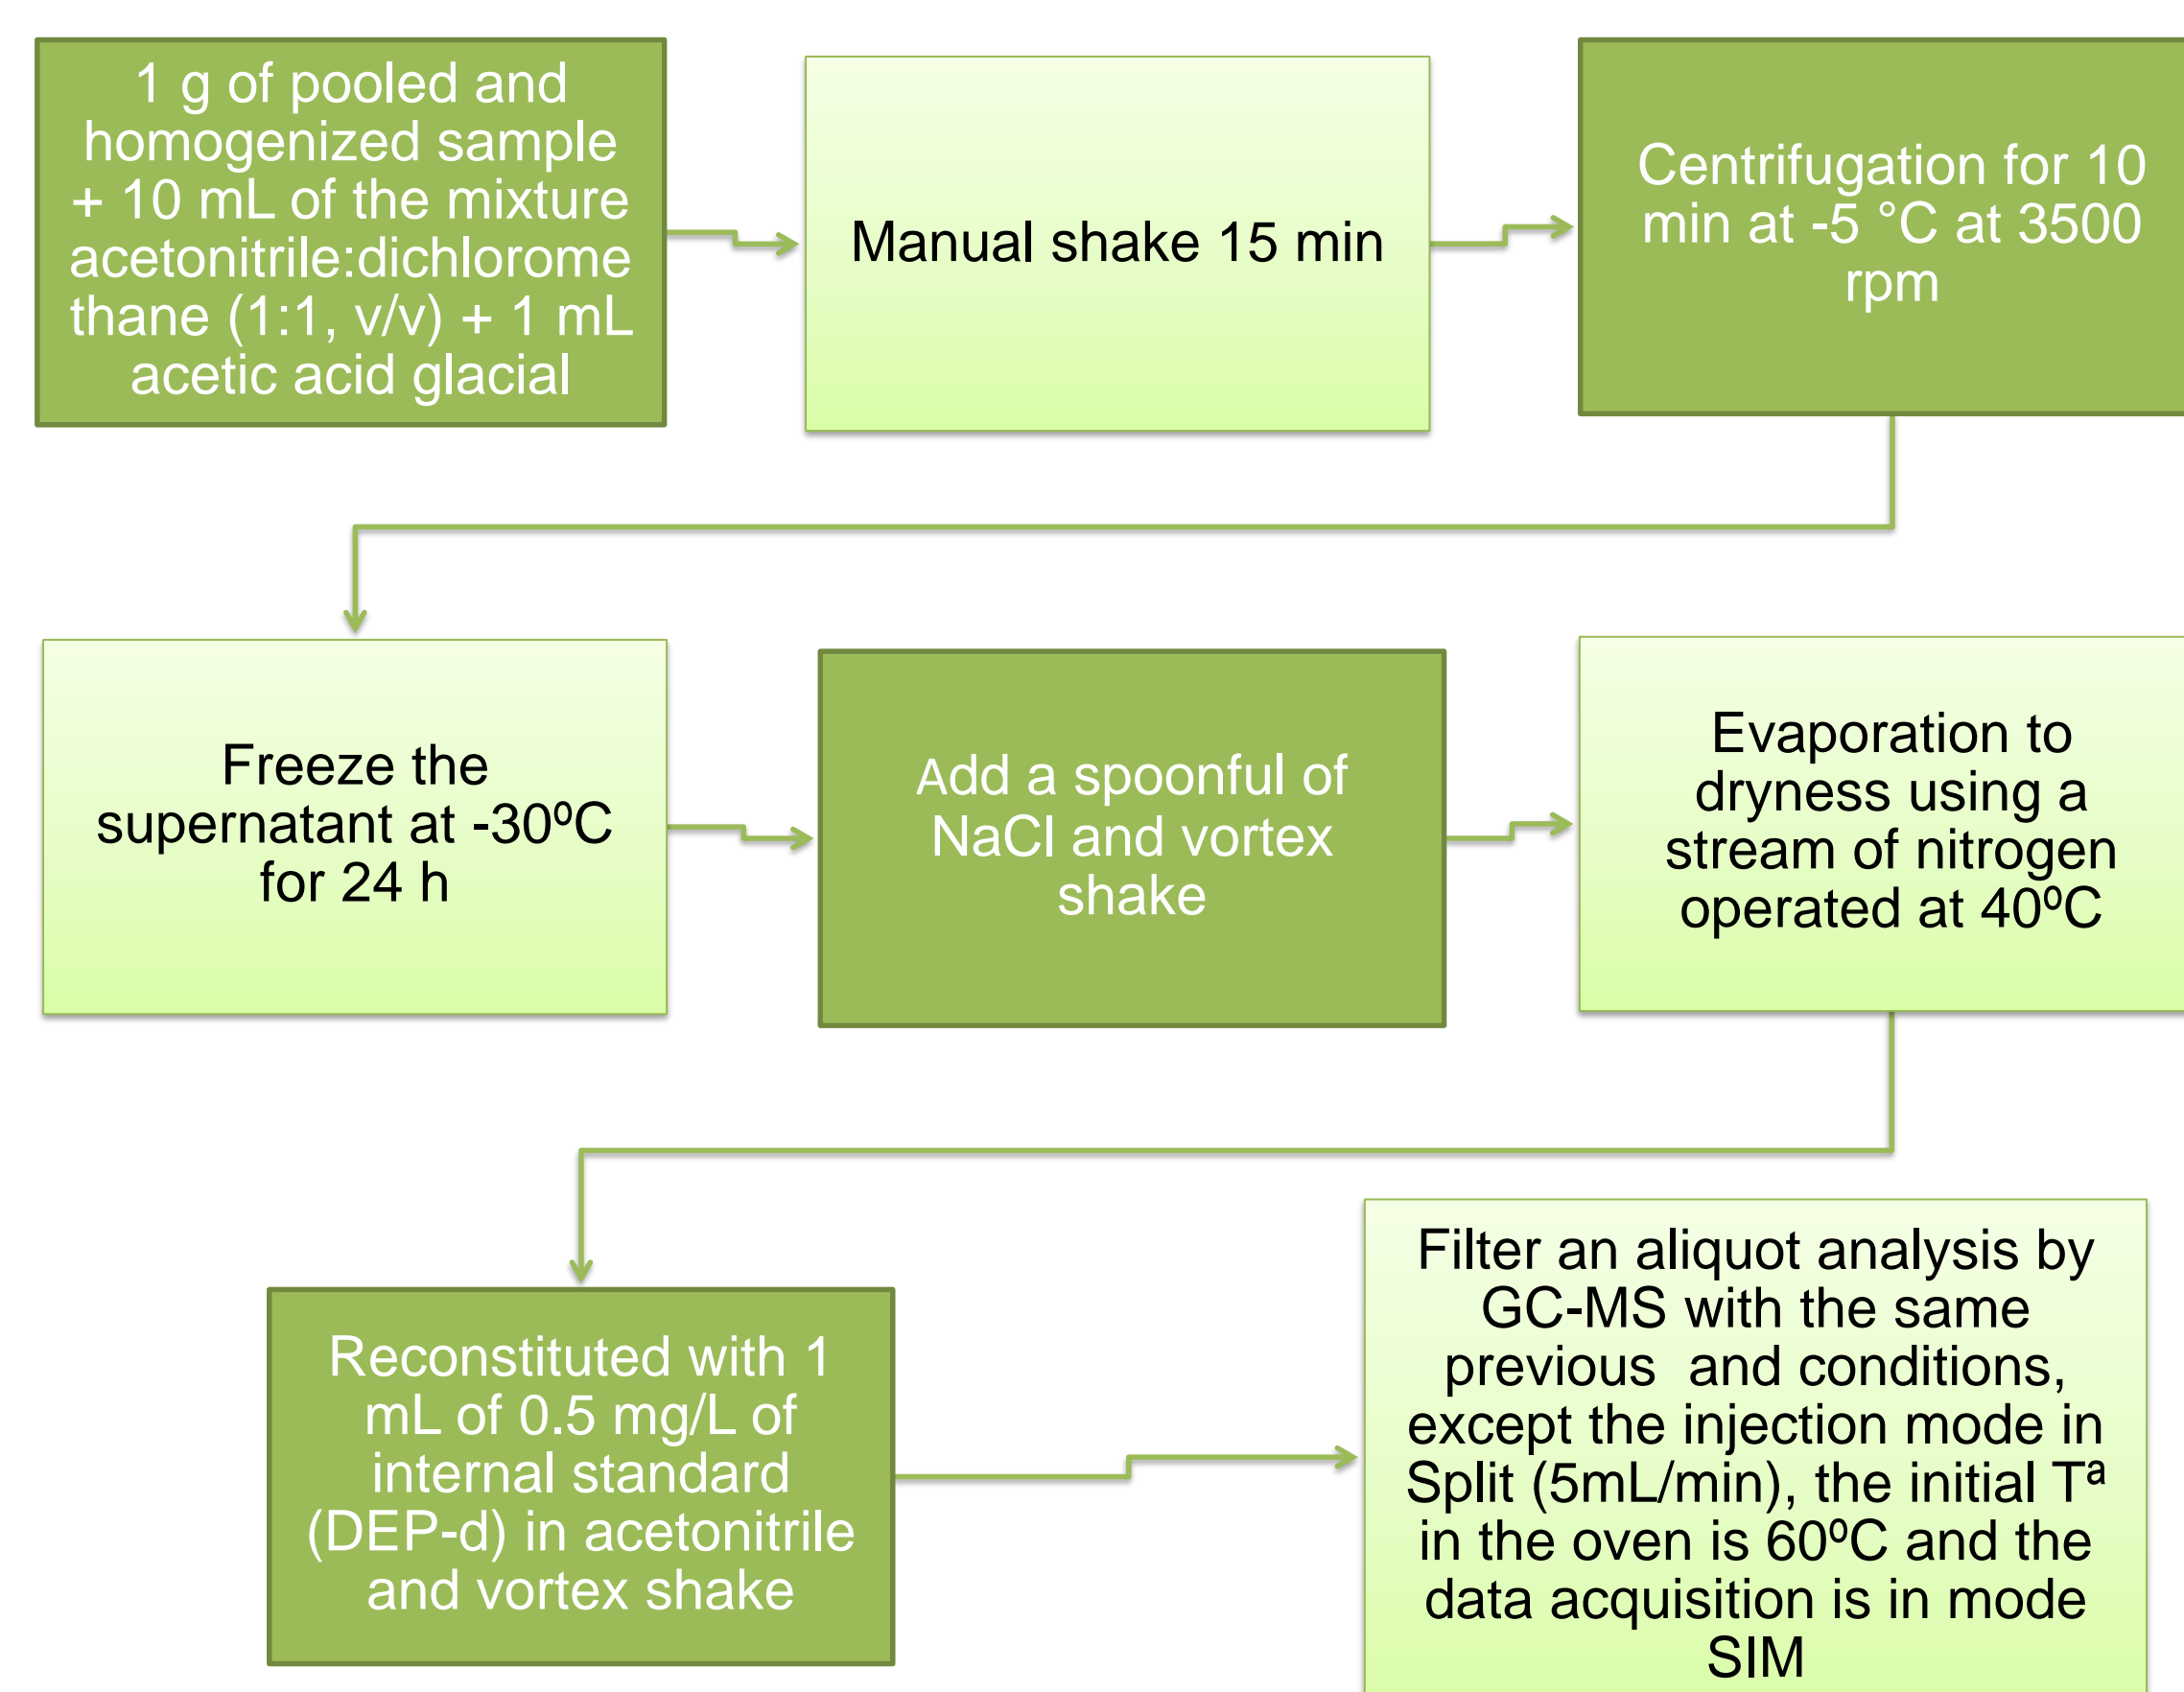 1 g of pooled and
homogenized sample
+ 10 mL of the mixture
acetonitrile:dichlorome
thane (1:1, v/v) + 1 mL
acetic acid glacial
Manual shake 15 min
Centrifugation for 10
min at -5 °C at 3500
rpm
Freeze the
supernatant at -30ºC
for 24 h
Add a spoonful of
NaCl and vortex
shake
Evaporation to
dryness using a
stream of nitrogen
operated at 40ºC
Reconstituted with 1
mL of 0.5 mg/L of
internal standard
(DEP-d) in acetonitrile
and vortex shake
Filter an aliquot analysis by
GC-MS with the same
previous  and conditions,
except the injection mode in
Split (5mL/min), the initial Tª
in the oven is 60ºC and the
data acquisition is in mode
SIM